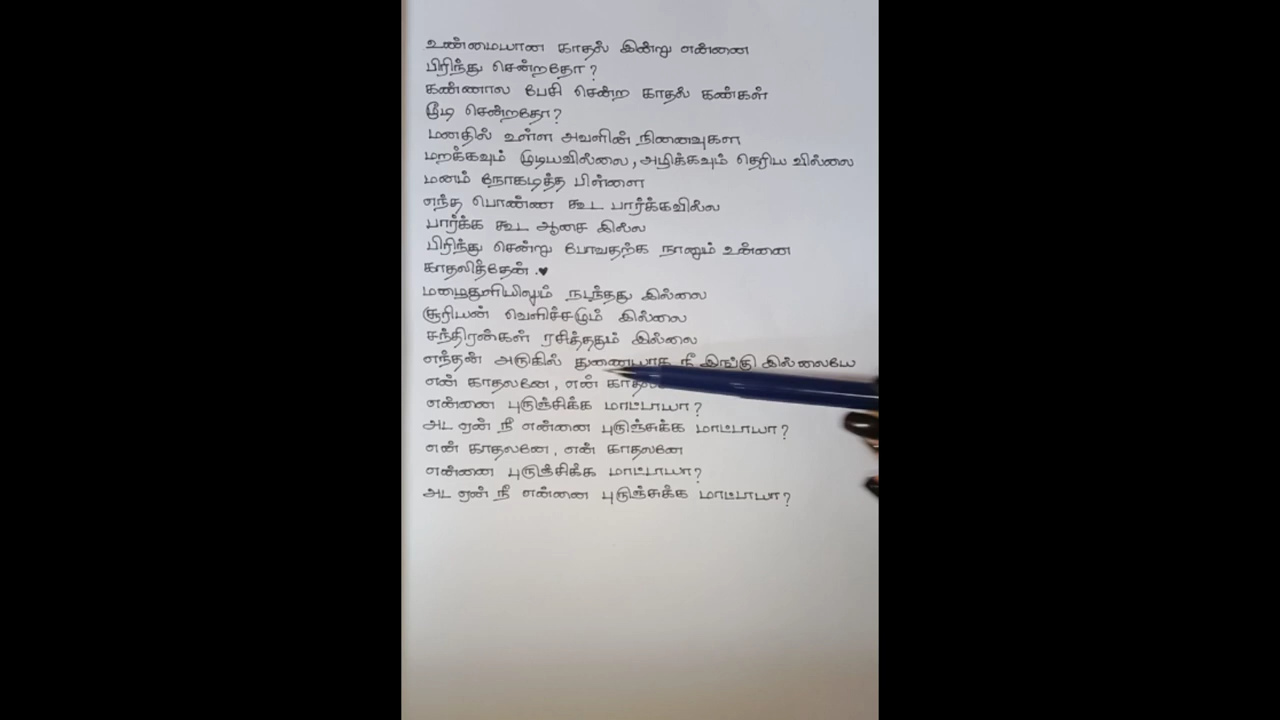 உண்மையான காதல் இன்று என்னை
பிரிந்து சென்றதோ?
கண்ணால பேசி சென்ற காதல் கண்கள்
மூடி சென்றதோ?
மனதில் உள்ள அவளின் நினைவுகள
மறக்கவும் முடியவில்லை, அழிக்கவும் தெரிய வில்லை
மனம் நோகடித்த பிள்ளை
எந்த பொண்ண கூட பார்க்கவில்ல
பார்க்க கூட ஆசை இல்ல
பிரிந்து சென்று போவதற்க நானும் உன்னை
காதலித்தேன் .♥
மழைதுளியிலும் நடந்தது இல்லை
சூரியன் வெளிச்சமும் இல்லை
சந்திரன்கள் ரசித்ததும் இல்லை
எந்தன் அருகில் துணையாக நீ இங்கு இல்லையே
என் காதலனே, என்
என்னை புருஞ்சிக்க மாட்டாயா?
அட ஏன் நீ என்னை புருஞ்சுக்க மாட்டாயா?
என் காதலனே, என் காதலனே
என்னை புருஞ்சிக்க மாட்டாயா?
அட ஏன் நீ என்னை புருஞ்சுக்க மாட்டாயா?